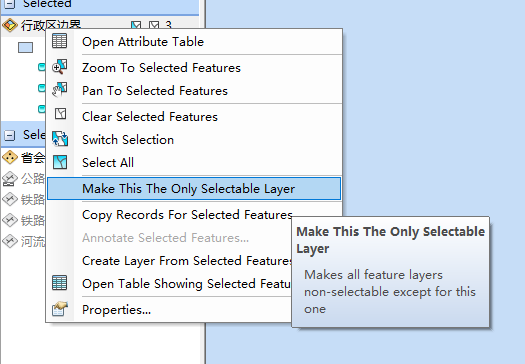 Selected
行政区边界 3
Open Attribute Table
Zoom To Selected Features
Pan To Selected Features
Clear Selected Features
Switch Selection
Select All
Make This The Only Selectable Layer
Copy Records For Selected Features
Annotate Selected Features...
Create Layer From Selected Features
Open Table Showing Selected Featu
Properties...
Sele
省会
公路
铁路
铁路
河流
Make This The Only Selectable
Layer
Makes all feature layers
non-selectable except for this
one